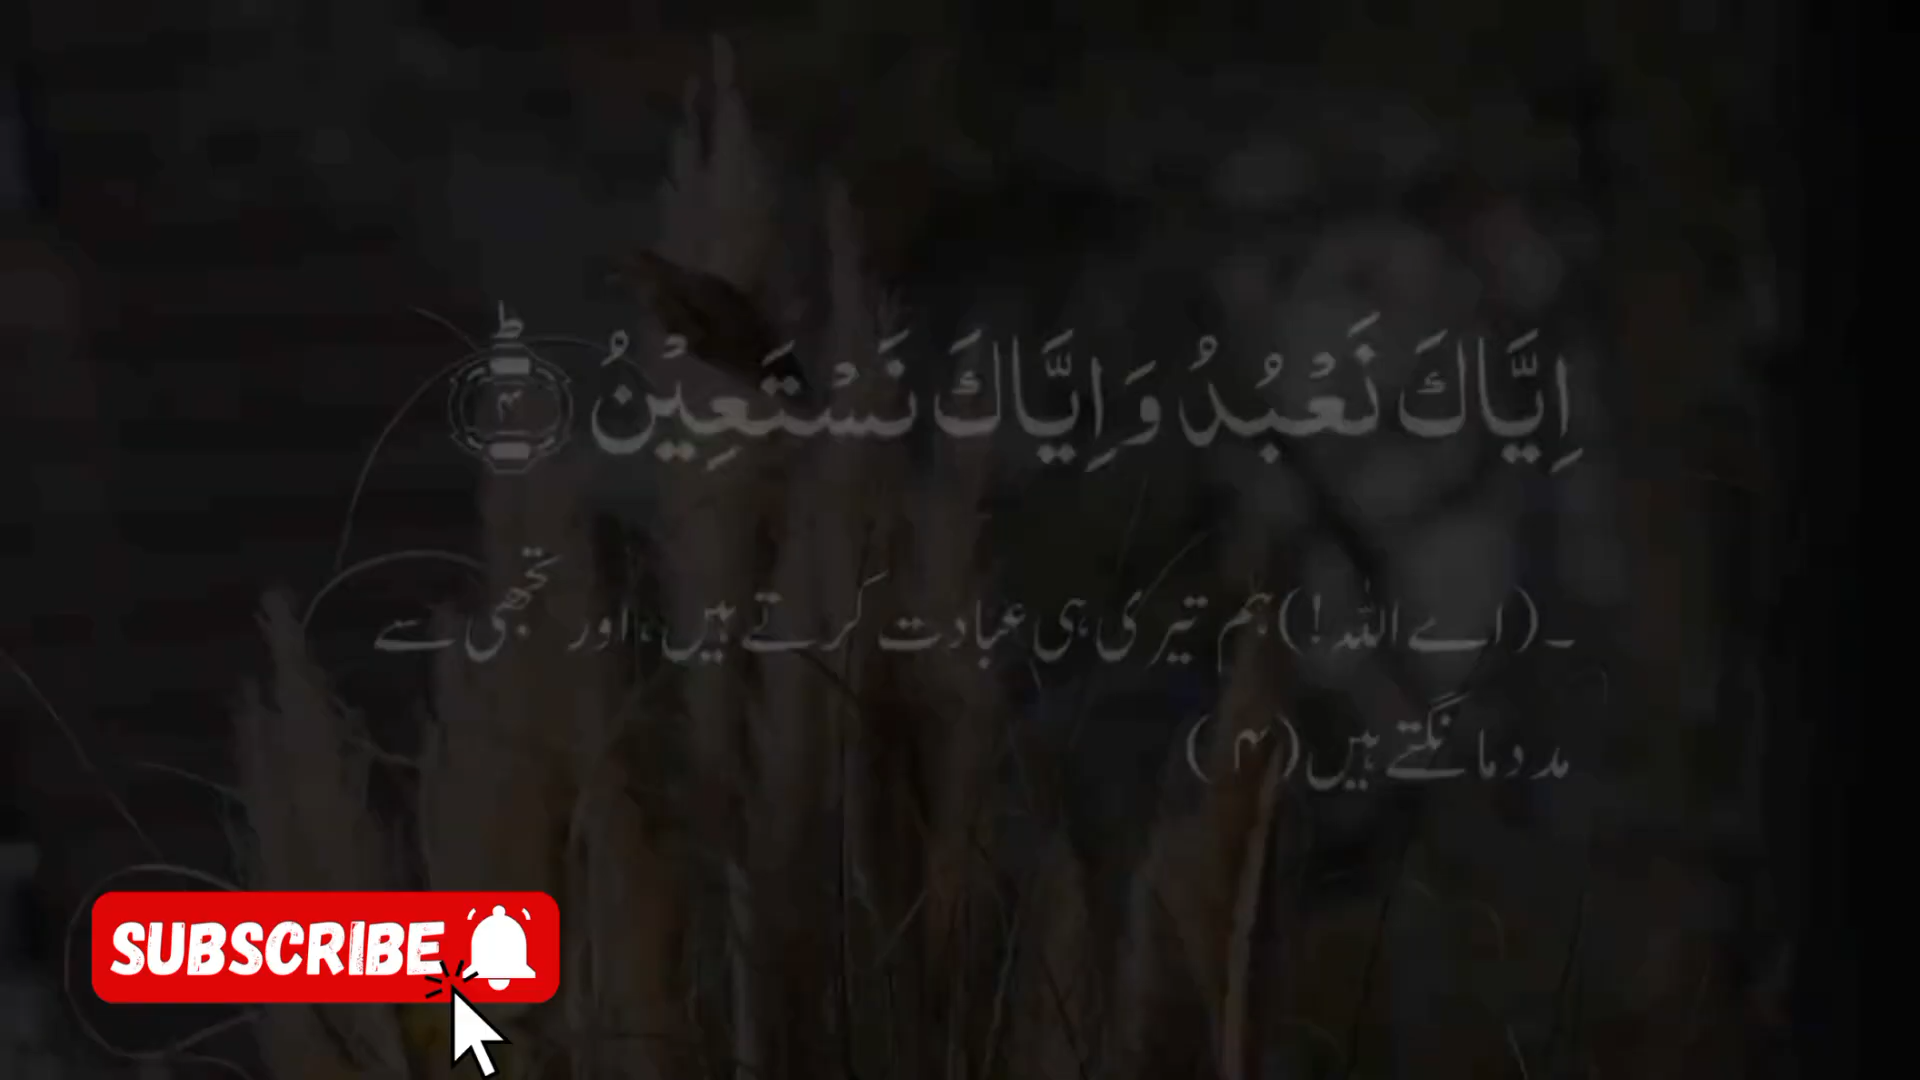 اِیَّاكَ نَعْبُدُ وَ اِیَّاكَ نَسْتَعِیْنُؕ
۔(اے اللہ!)ہم تیری ہی عبادت کرتے ہیں ،اور تجھی سے
مدد مانگتے ہیں(۴)
SUBSCRIBE